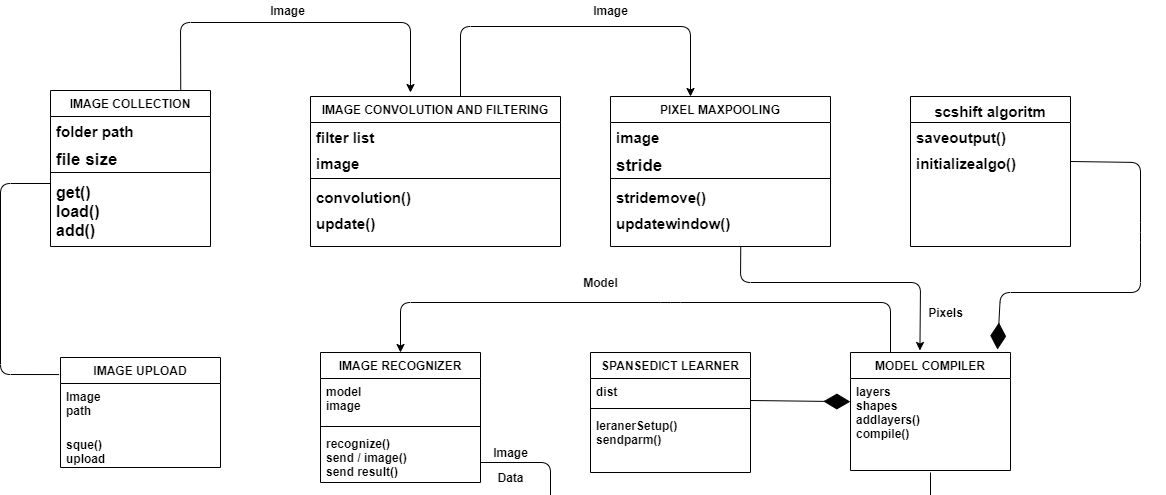 Image
Image
IMAGE COLLECTION
folder path
file size
get()
load()
add()
IMAGE CONVOLUTION AND FILTERING
filter list
image
convolution()
update()
PIXEL MAXPOOLING
image
stride
stridemove()
updatewindow()
scshift algoritm
saveoutput()
initializealgo()
Model
Pixels
IMAGE UPLOAD
Image
path
sque()
upload
IMAGE RECOGNIZER
model
image
recognize()
send / image()
send result()
Image
Data
SPANSEDICT LEARNER
dist
leranerSetup()
sendparm()
MODEL COMPILER
layers
shapes
addlayers()
compile()